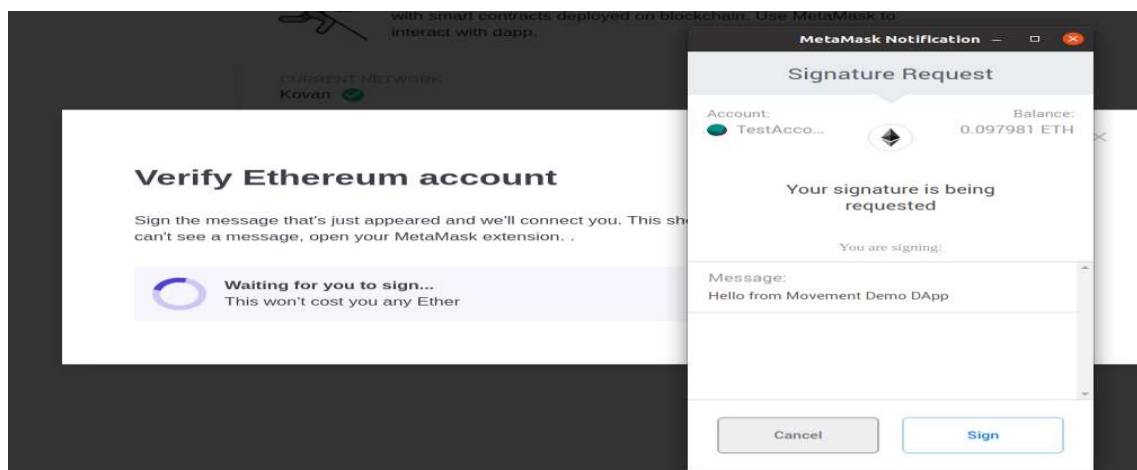 with smart contracts deployed on blockchain. Use MetaMask to
interact with dapp.
CURRENT NETWORK
Kovan
Verify Ethereum account
Sign the message that's just appeared and we'll connect you. This
can't see a message, open your MetaMask extension. .
Waiting for you to sign...
This won't cost you any Ether
MetaMask Notification
Signature Request
Account:
TestAcco...
Balance:
0.097981 ETH
Your signature is being
requested
You are signing:
Message:
Hello from Movement Demo DApp
Cancel
Sign